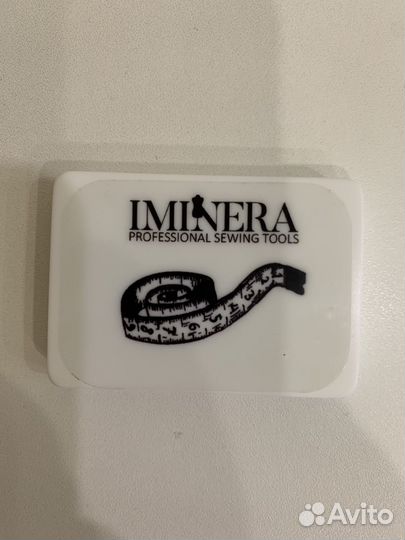 IMINERA
PROFESSIONAL SEWING TOOLS
Avito